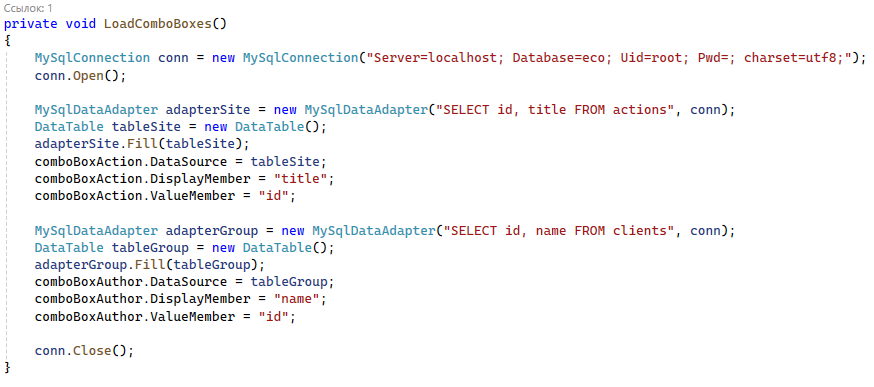 Ссылок: 1
private void LoadComboBoxes()
{
    MySqlConnection conn = new MySqlConnection("Server=localhost; Database=eco; Uid=root; Pwd=; charset=utf8;");
    conn.Open();

    MySqlDataAdapter adapterSite = new MySqlDataAdapter("SELECT id, title FROM actions", conn);
    DataTable tableSite = new DataTable();
    adapterSite.Fill(tableSite);
    comboBoxAction.DataSource = tableSite;
    comboBoxAction.DisplayMember = "title";
    comboBoxAction.ValueMember = "id";

    MySqlDataAdapter adapterGroup = new MySqlDataAdapter("SELECT id, name FROM clients", conn);
    DataTable tableGroup = new DataTable();
    adapterGroup.Fill(tableGroup);
    comboBoxAuthor.DataSource = tableGroup;
    comboBoxAuthor.DisplayMember = "name";
    comboBoxAuthor.ValueMember = "id";

    conn.Close();
}